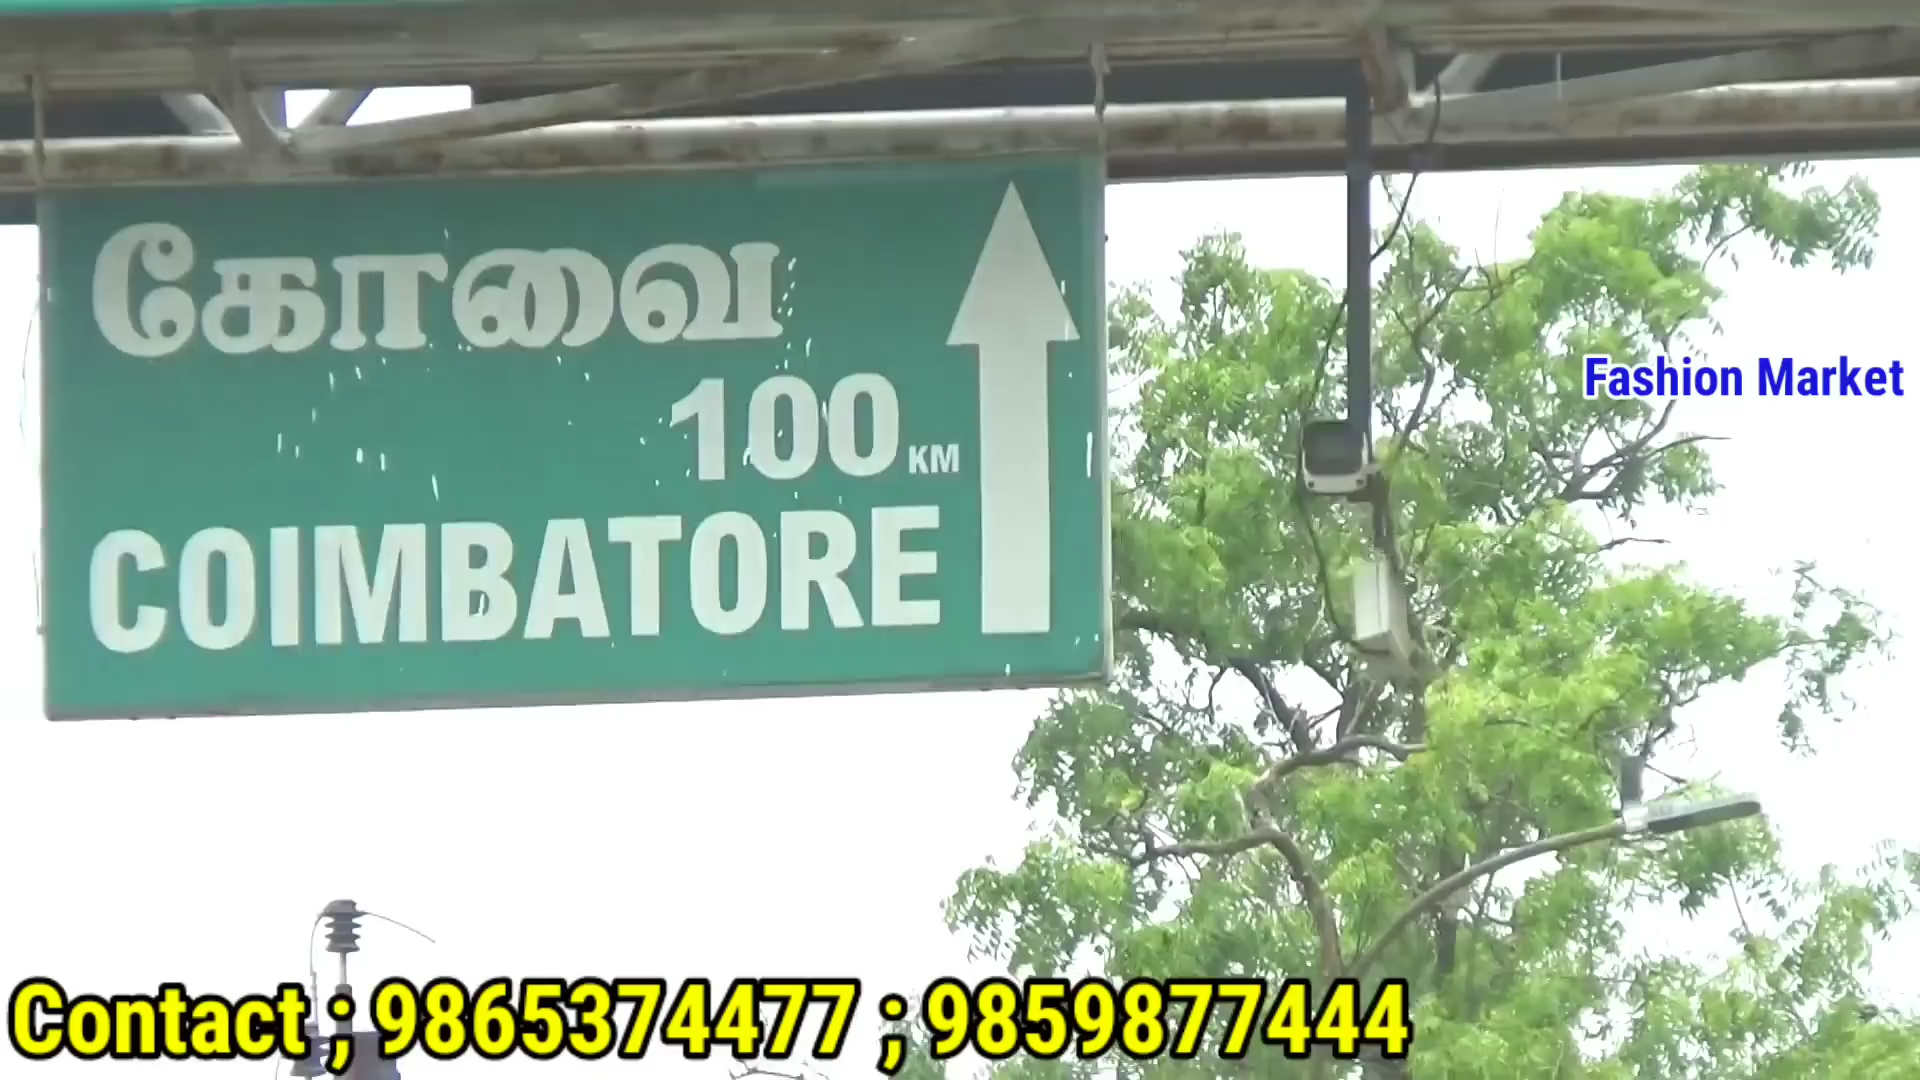 கோவை
100 KM
COIMBATORE
Fashion Market
Contact ; 9865374477 ; 9859877444